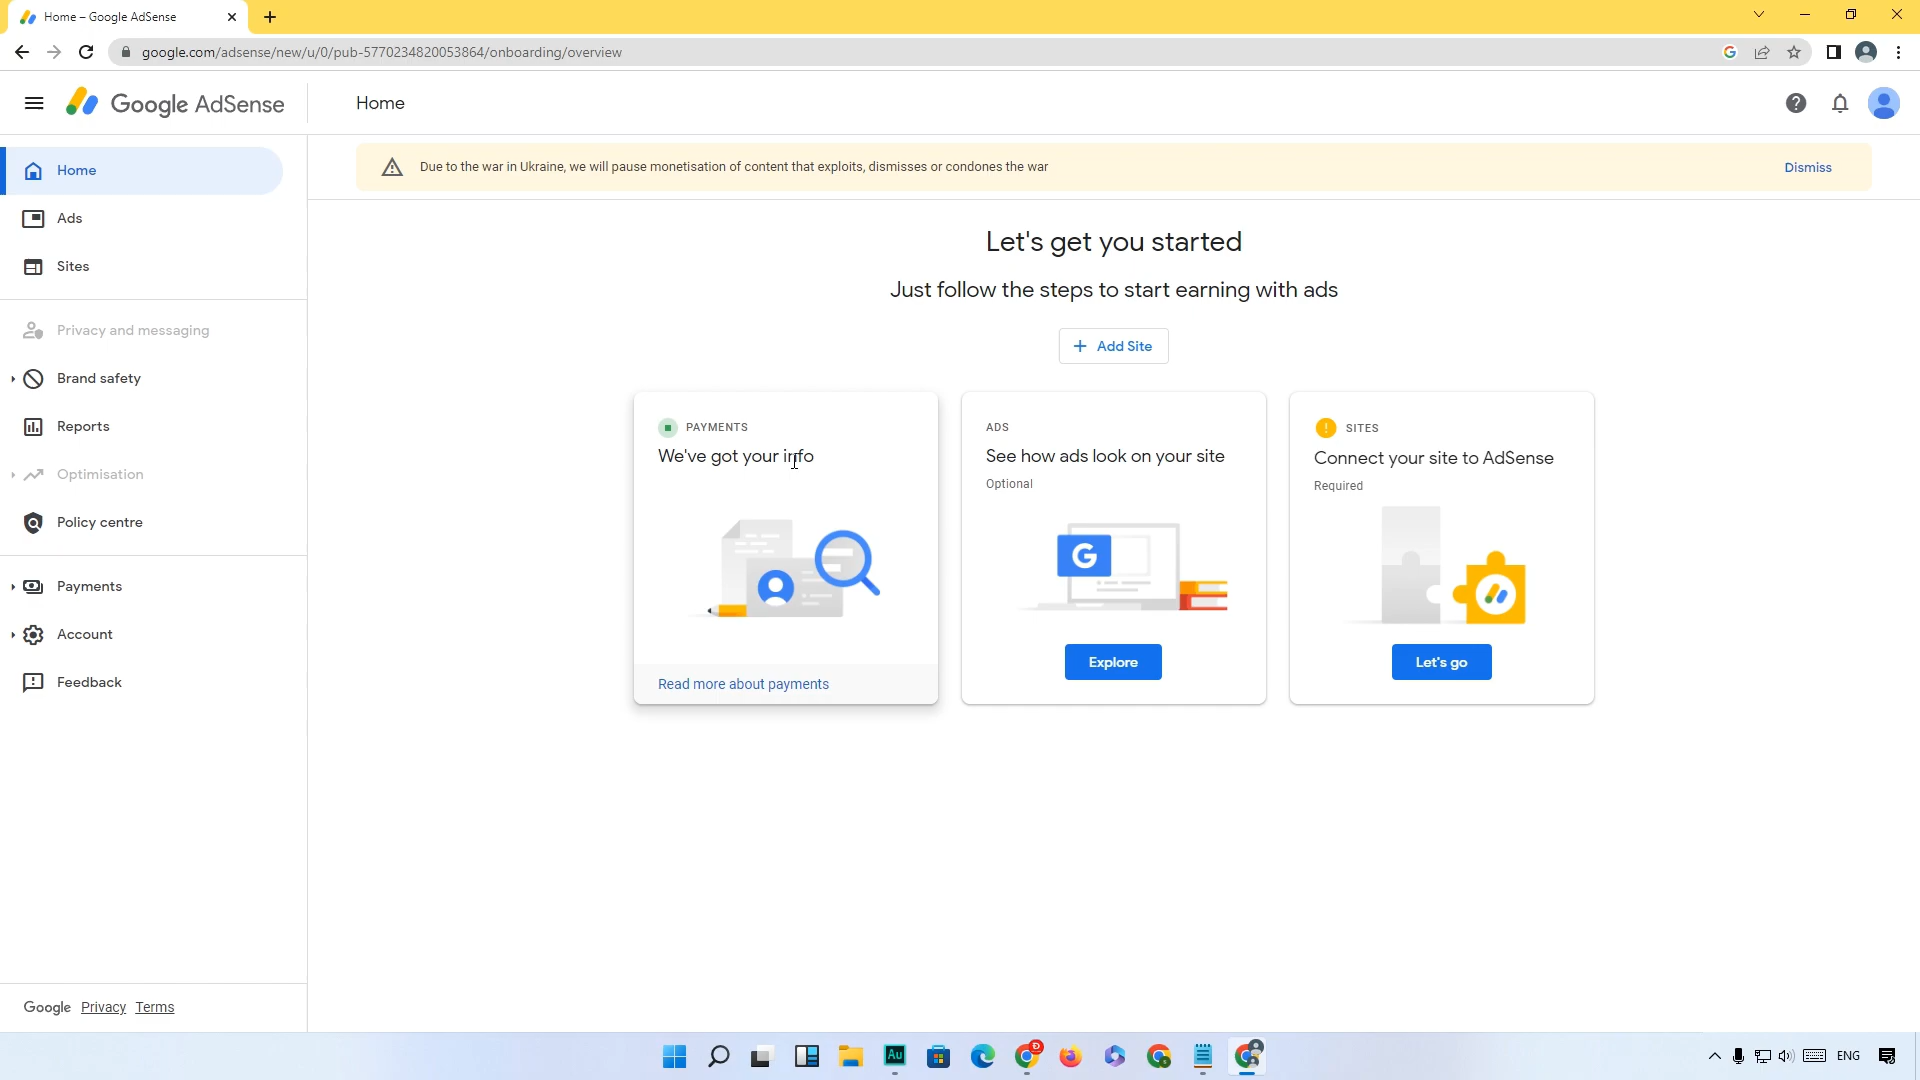 Home – Google AdSense
google.com/adsense/new/u/0/pub-5770234820053864/onboarding/overview
Google AdSense
Home
Home
Due to the war in Ukraine, we will pause monetisation of content that exploits, dismisses or condones the war
Dismiss
Ads
Sites
Privacy and messaging
Brand safety
Reports
Optimisation
Policy centre
Payments
Account
Feedback
Let's get you started
Just follow the steps to start earning with ads
Add Site
PAYMENTS
We've got your info
Read more about payments
ADS
See how ads look on your site
Optional
G
Explore
SITES
Connect your site to AdSense
Required
Let's go
Google Privacy Terms
Au
Đ
ENG